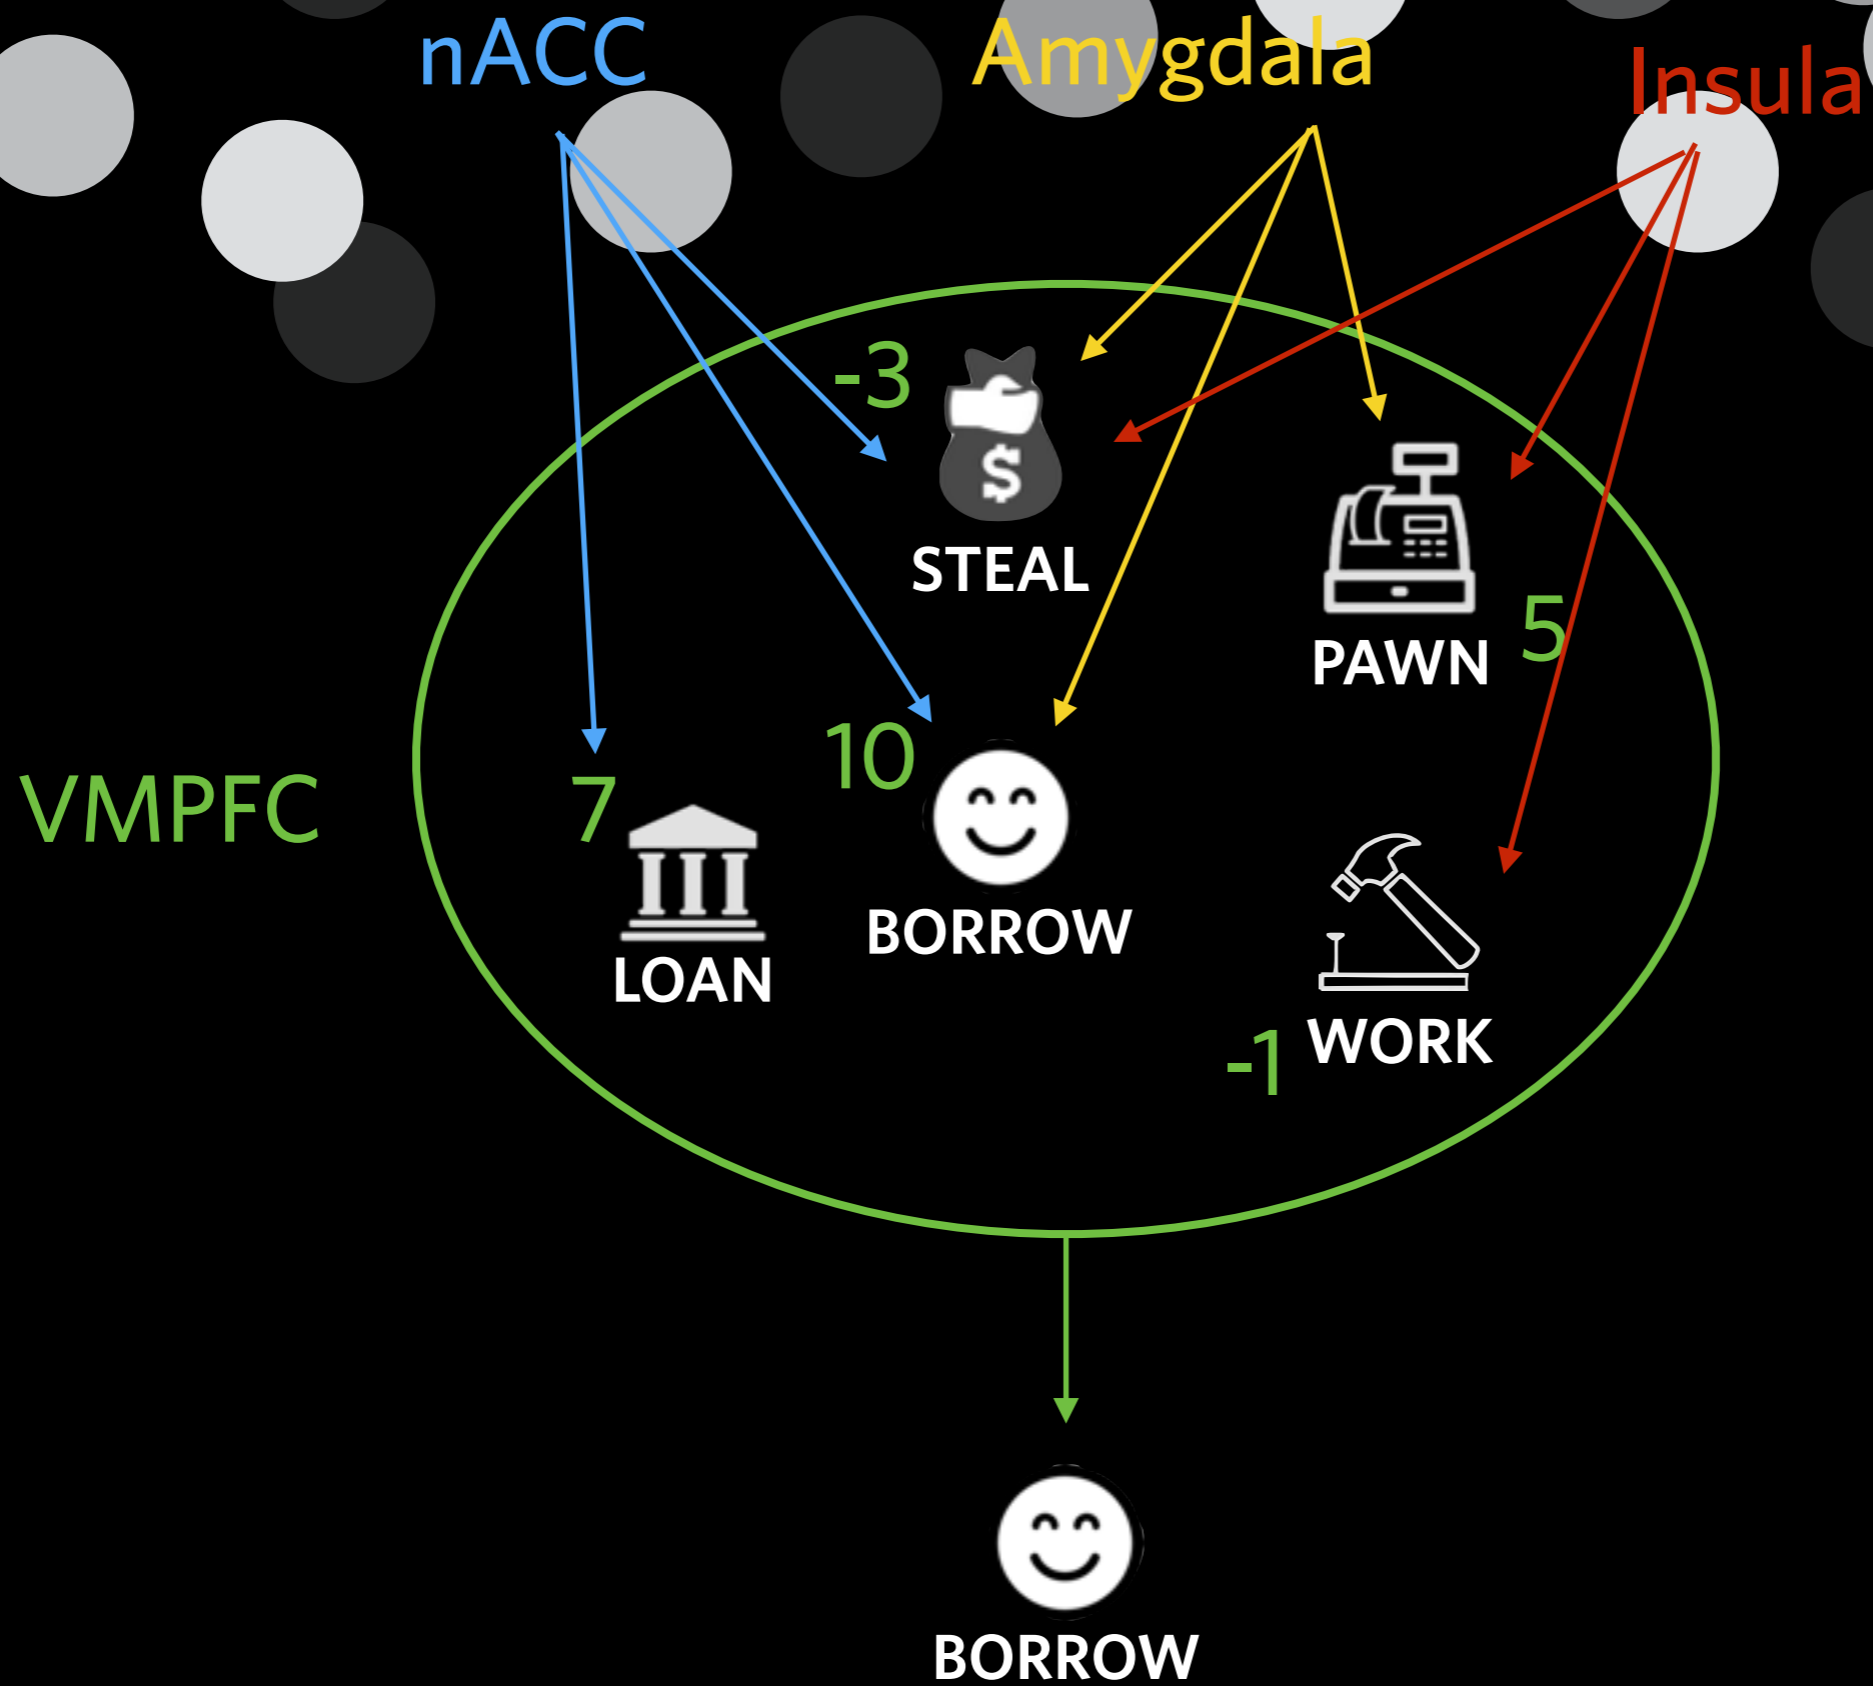 nACC
Amygdala
Insula
-3
$
STEAL
PAWN
5
VMPFC
7
10
LOAN
BORROW
-1
WORK
BORROW